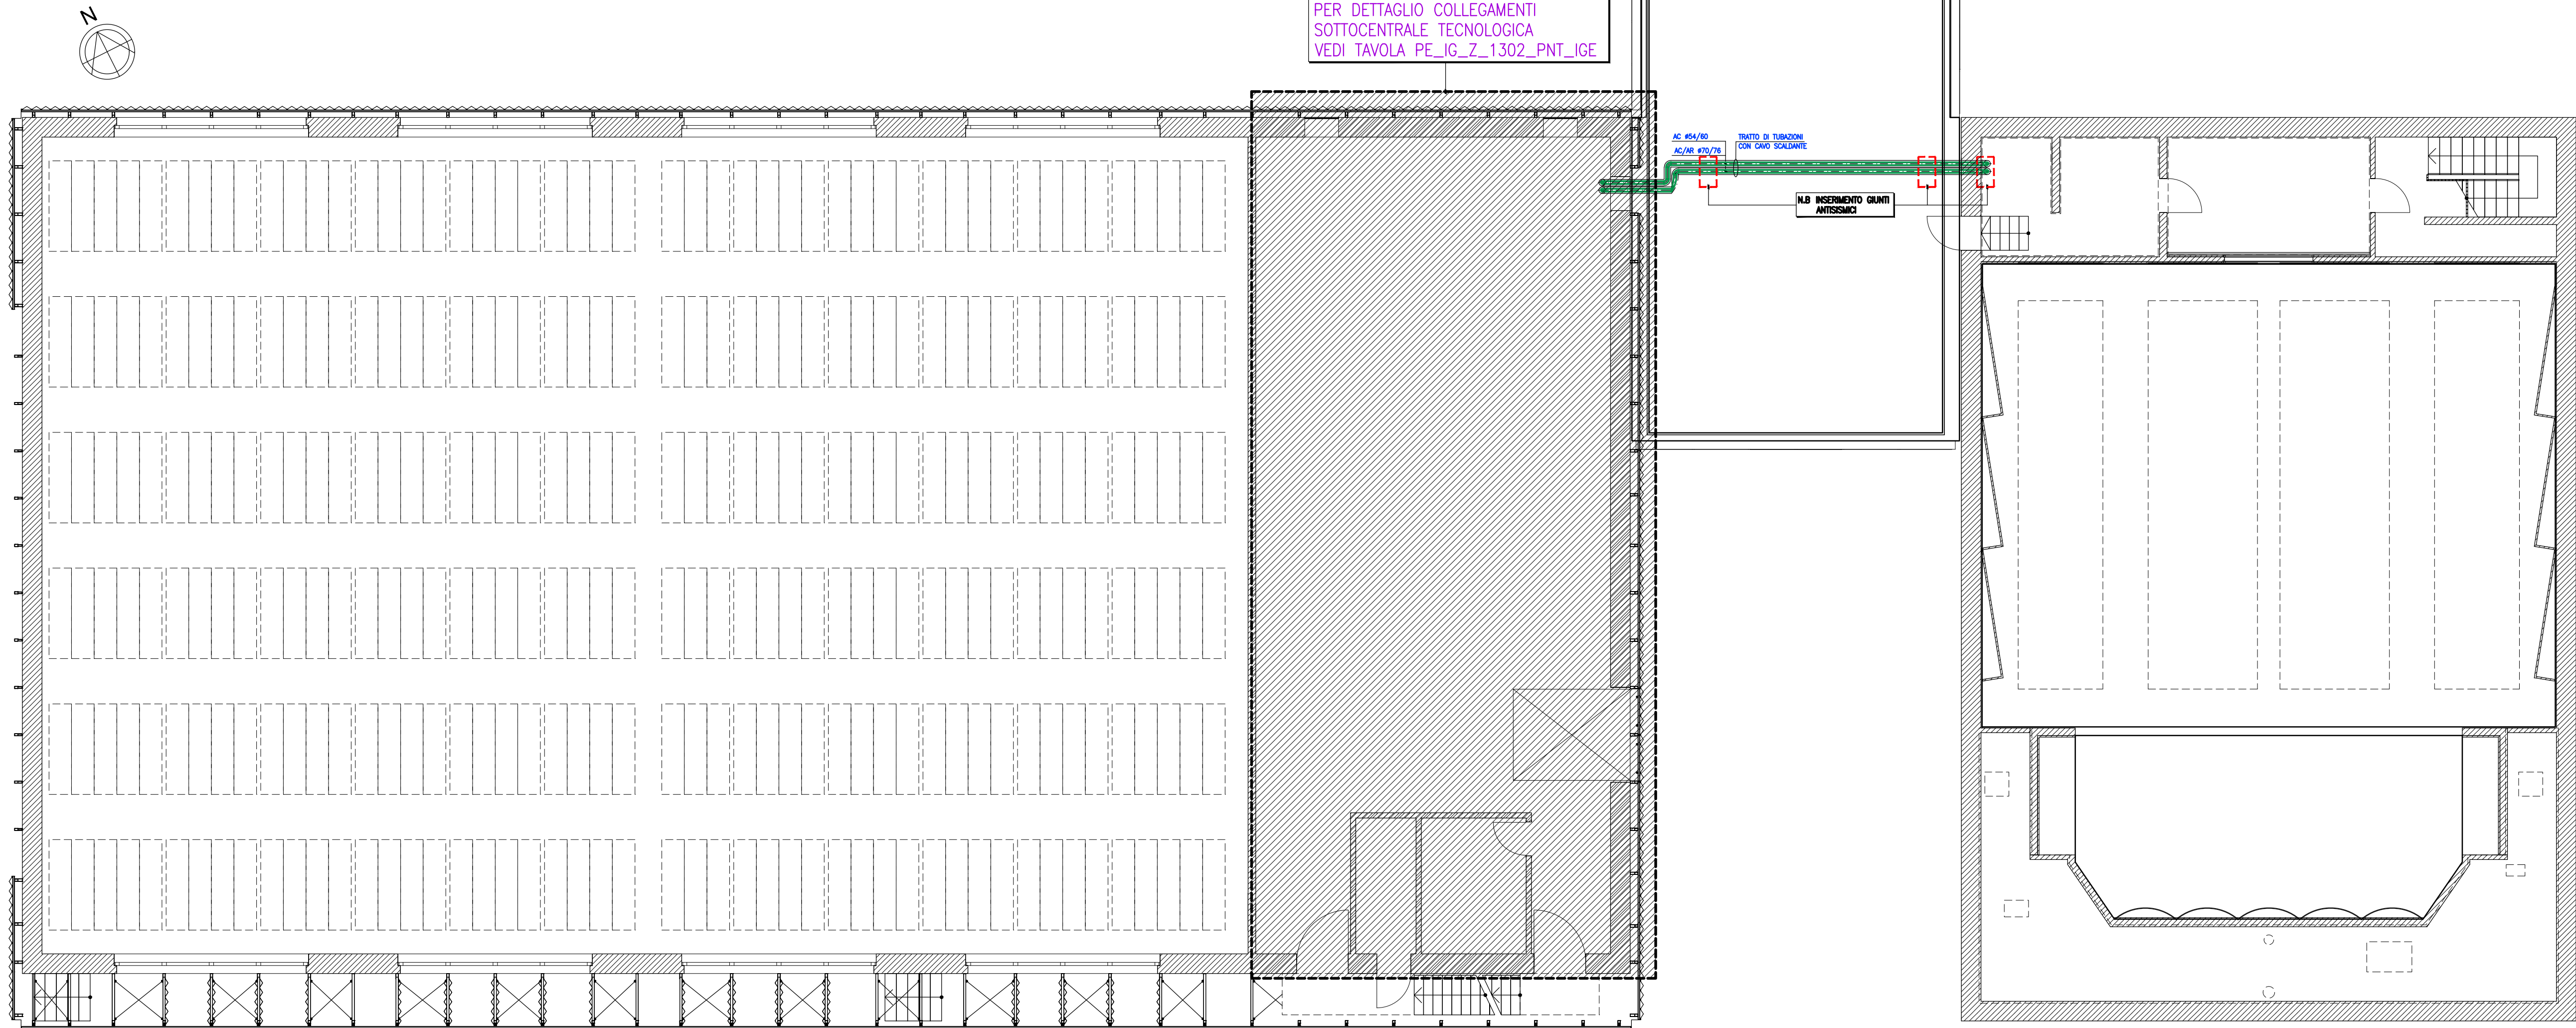 N
PER DETTAGLIO COLLEGAMENTI
SOTTOCENTRALE TECNOLOGICA
VEDI TAVOLA PE_IG_Z_1302_PNT_IGE
AC ø54/60
AC/AR ø70/76
TRATTO DI TUBAZIONI
CON CAVO SCALDANTE
N.B INSERIMENTO GIUNTI
ANTISISMICI